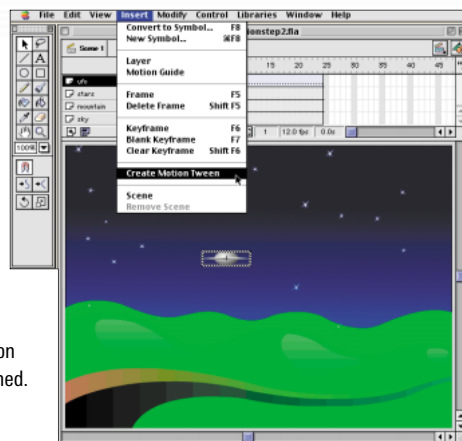 File Edit View Insert Modify Control Libraries Window Help
onstep2.fla
Scene 1
Convert to Symbol... F8
New Symbol... ⌘F8
Layer
Motion Guide
Frame F5
Delete Frame Shift F5
Keyframe F6
Blank Keyframe F7
Clear Keyframe Shift F6
Create Motion Tween
Scene
Remove Scene
15 20 25 30 35 40 45
ufo
stars
mountain
sky
1 12.0 fps 0.0s
100%
on
ned.